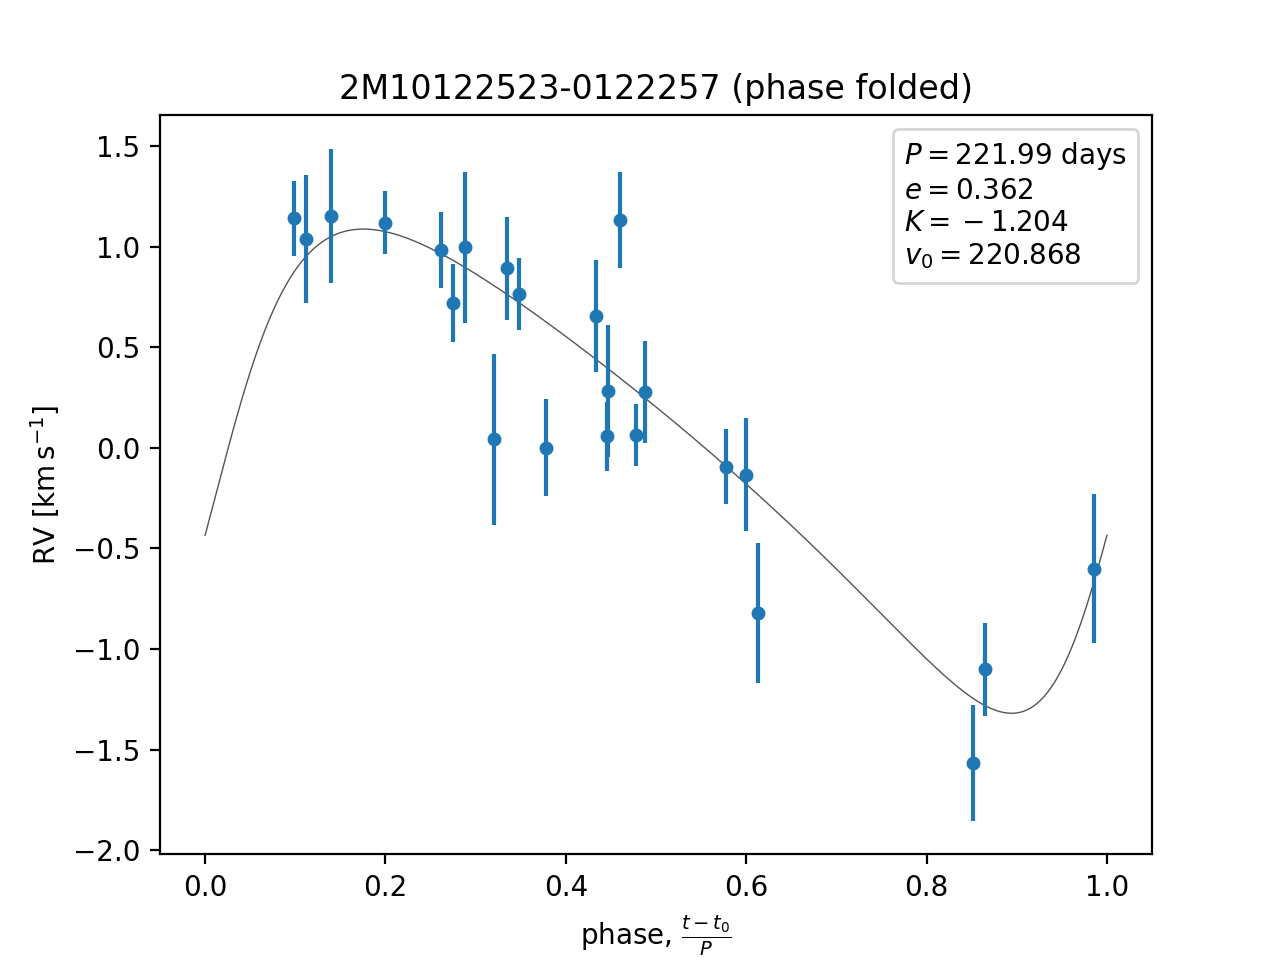 2M10122523-0122257 (phase folded)
P = 221.99 days
e = 0.362
K = −1.204
v₀ = 220.868
RV [km s⁻¹]
1.5
1.0
0.5
0.0
−0.5
−1.0
−1.5
−2.0
0.0 0.2 0.4 0.6 0.8 1.0
phase, (t − t₀)/P